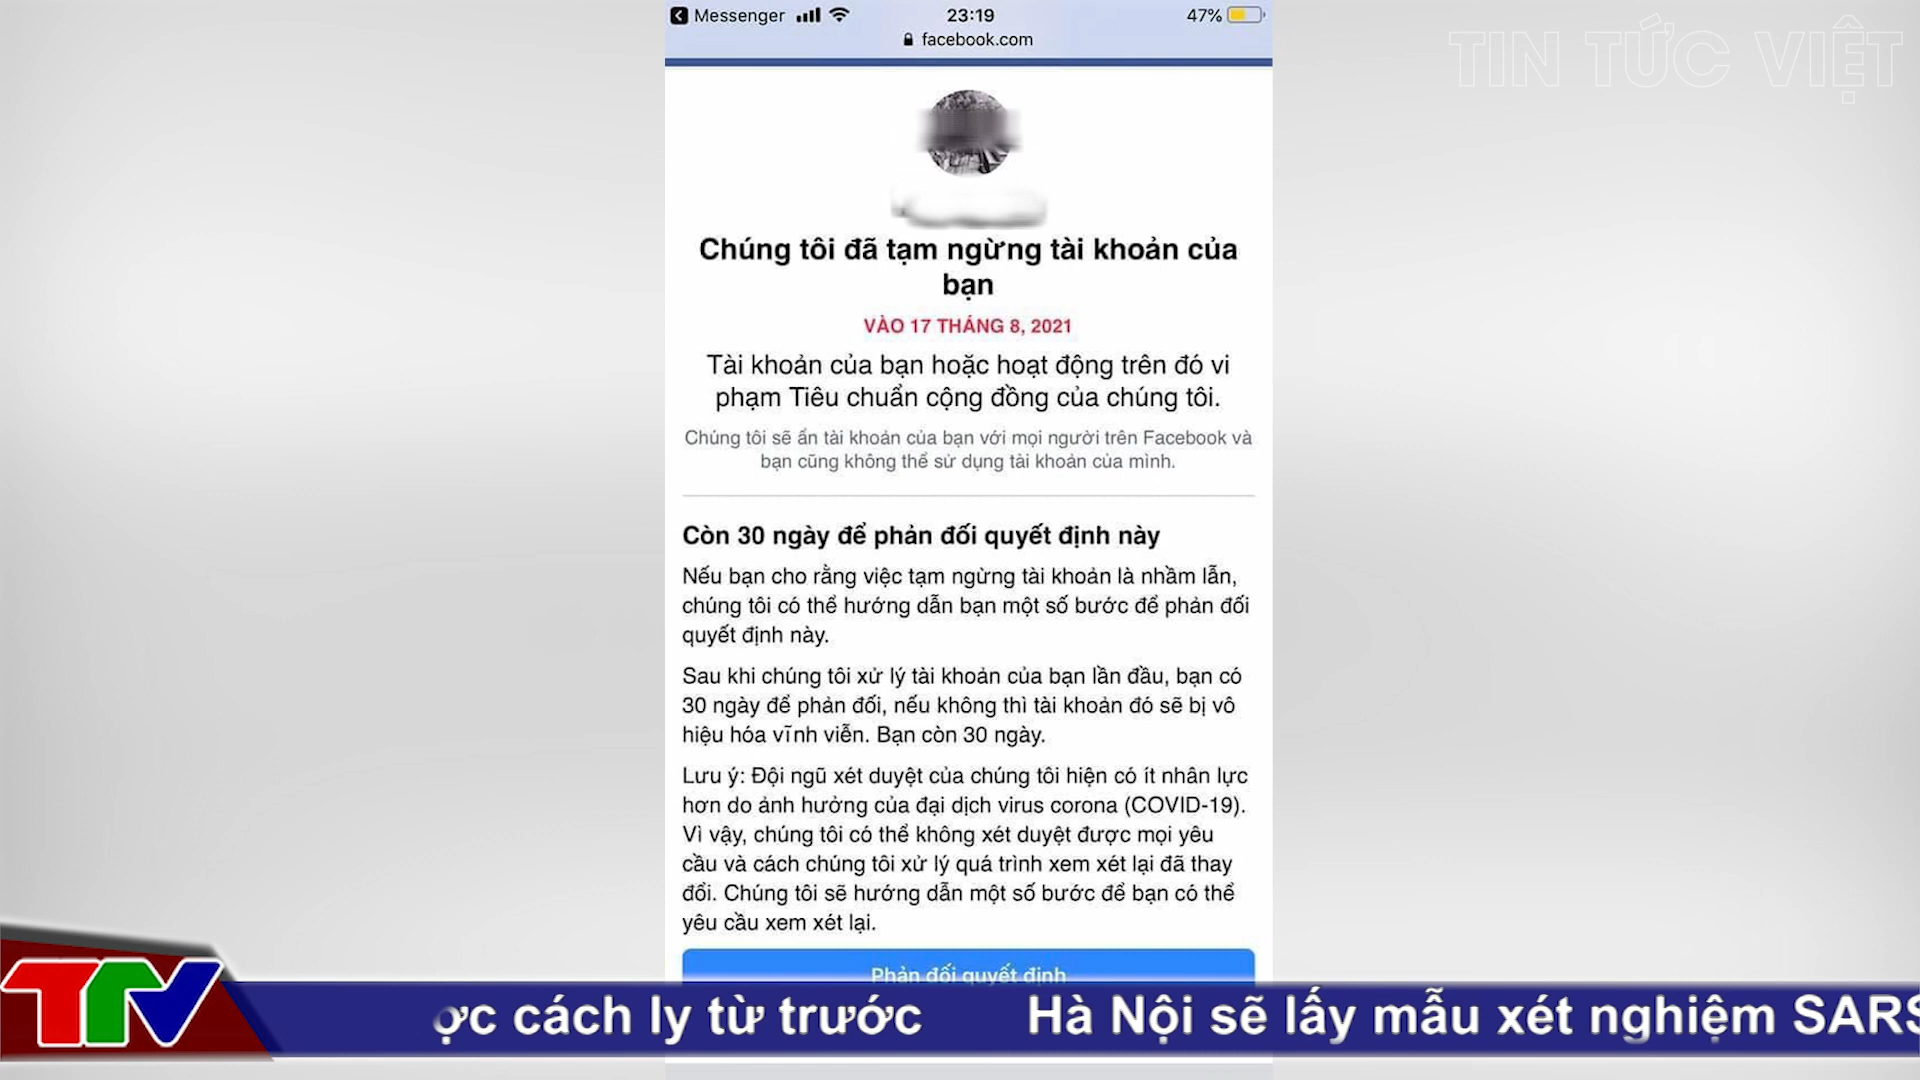 Messenger
23:19
47%
facebook.com
TIN TỨC VIỆT
Chúng tôi đã tạm ngừng tài khoản của
bạn
VÀO 17 THÁNG 8, 2021
Tài khoản của bạn hoặc hoạt động trên đó vi
phạm Tiêu chuẩn cộng đồng của chúng tôi.
Chúng tôi sẽ ẩn tài khoản của bạn với mọi người trên Facebook và
bạn cũng không thể sử dụng tài khoản của mình.
Còn 30 ngày để phản đối quyết định này
Nếu bạn cho rằng việc tạm ngừng tài khoản là nhầm lẫn,
chúng tôi có thể hướng dẫn bạn một số bước để phản đối
quyết định này.
Sau khi chúng tôi xử lý tài khoản của bạn lần đầu, bạn có
30 ngày để phản đối, nếu không thì tài khoản đó sẽ bị vô
hiệu hóa vĩnh viễn. Bạn còn 30 ngày.
Lưu ý: Đội ngũ xét duyệt của chúng tôi hiện có ít nhân lực
hơn do ảnh hưởng của đại dịch virus corona (COVID-19).
Vì vậy, chúng tôi có thể không xét duyệt được mọi yêu
cầu và cách chúng tôi xử lý quá trình xem xét lại đã thay
đổi. Chúng tôi sẽ hướng dẫn một số bước để bạn có thể
yêu cầu xem xét lại.
Phản đối quyết định
TTV
ợc cách ly từ trước Hà Nội sẽ lấy mẫu xét nghiệm SARS